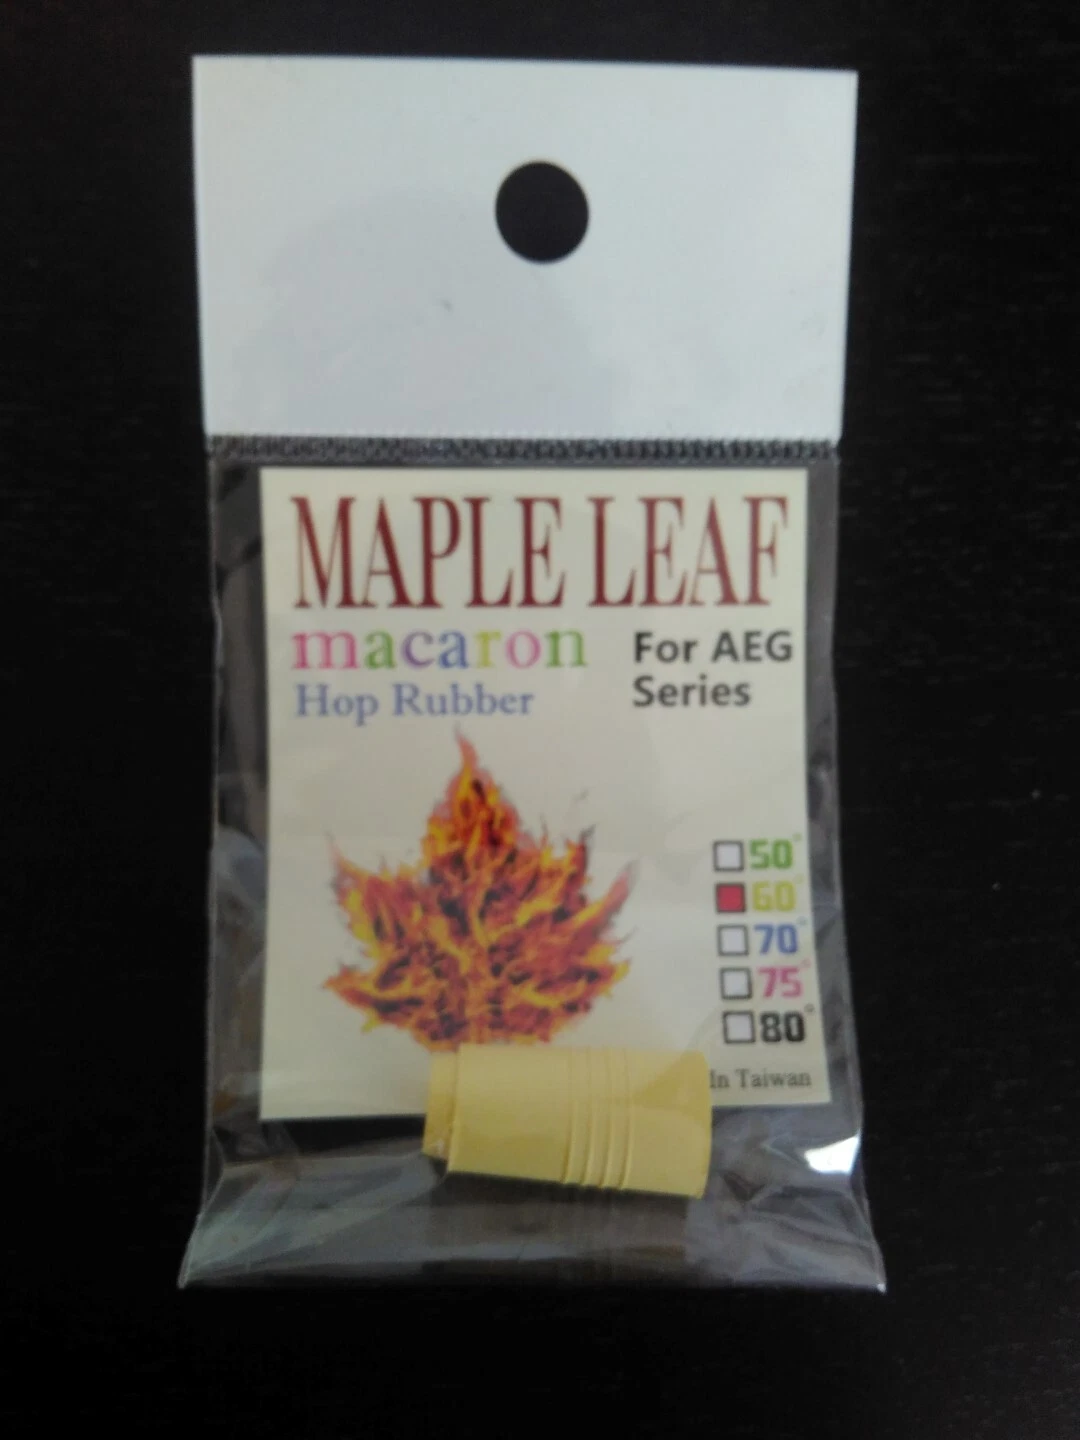 MAPLE LEAF
macaron
Hop Rubber
For AEG
Series
50°
60°
70°
75°
80°
In Taiwan